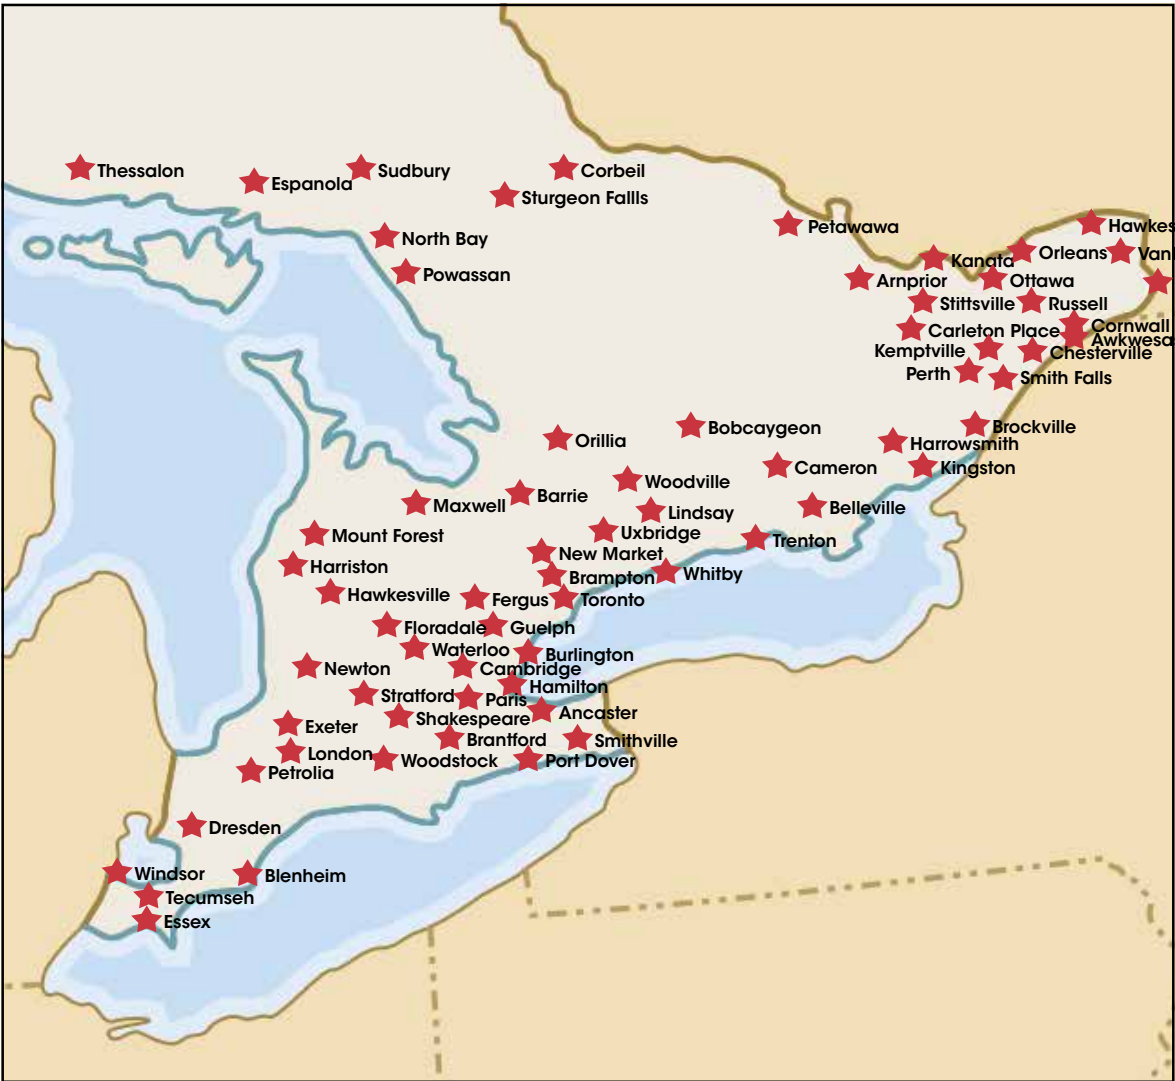 Thessalon
Sudbury
Corbeil
Espanola
Sturgeon Fallls
North Bay
Petawawa
Hawkes
Powassan
Kanata
Orleans
Van
Arnprior
Ottawa
Stittsville
Russell
Carleton Place
Cornwall
Awkwesa
Kemptville
Chesterville
Perth
Smith Falls
Brockville
Bobcaygeon
Orillia
Harrowsmith
Cameron
Kingston
Woodville
Barrie
Maxwell
Belleville
Lindsay
Uxbridge
Mount Forest
Trenton
New Market
Harriston
Brampton
Whitby
Hawkesville
Fergus
Toronto
Floradale
Guelph
Waterloo
Burlington
Newton
Cambridge
Hamilton
Stratford
Paris
Ancaster
Shakespeare
Exeter
Brantford
Smithville
London
Woodstock
Port Dover
Petrolia
Dresden
Windsor
Blenheim
Tecumseh
Essex